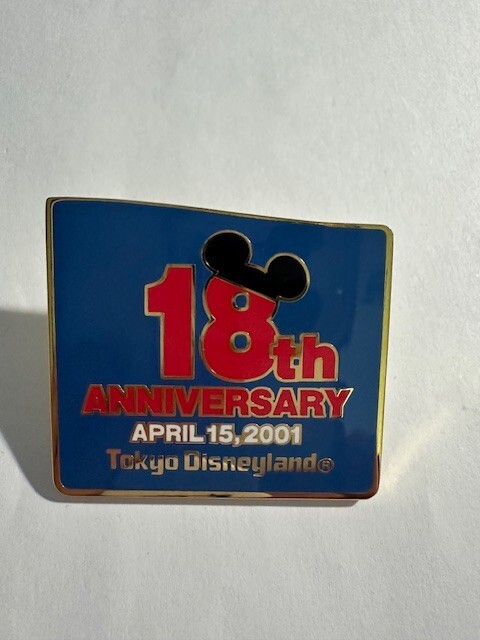 18th
ANNIVERSARY
APRIL 15, 2001
Tokyo Disneyland®